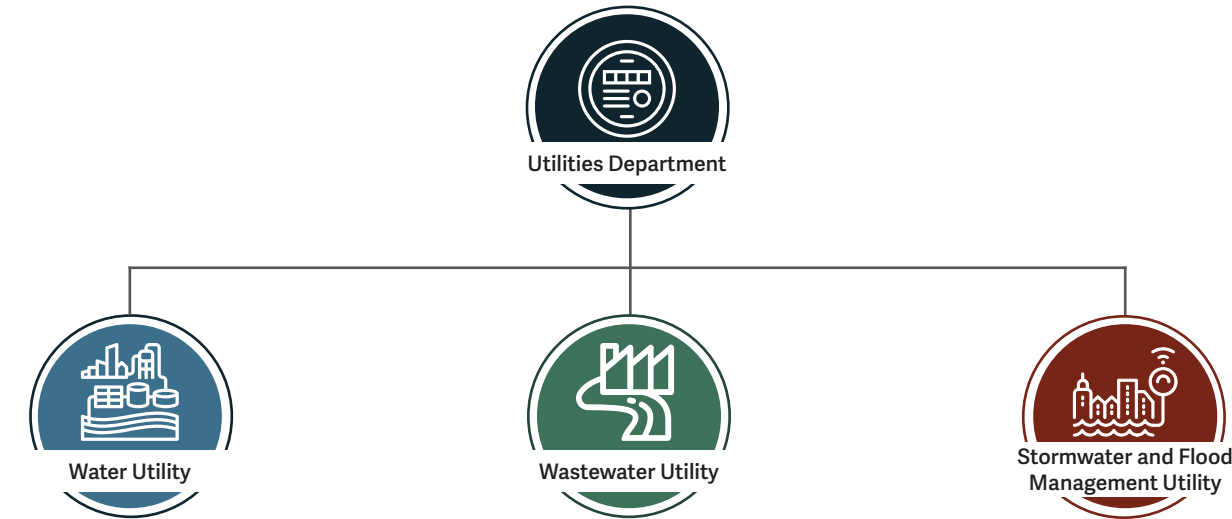 Utilities Department
Water Utility
Wastewater Utility
Stormwater and Flood
Management Utility